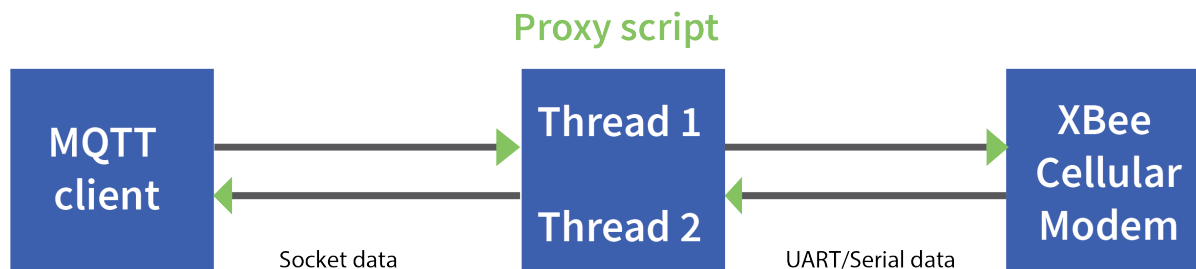 Proxy script
MQTT
client
Thread 1
Thread 2
XBee
Cellular
Modem
Socket data
UART/Serial data